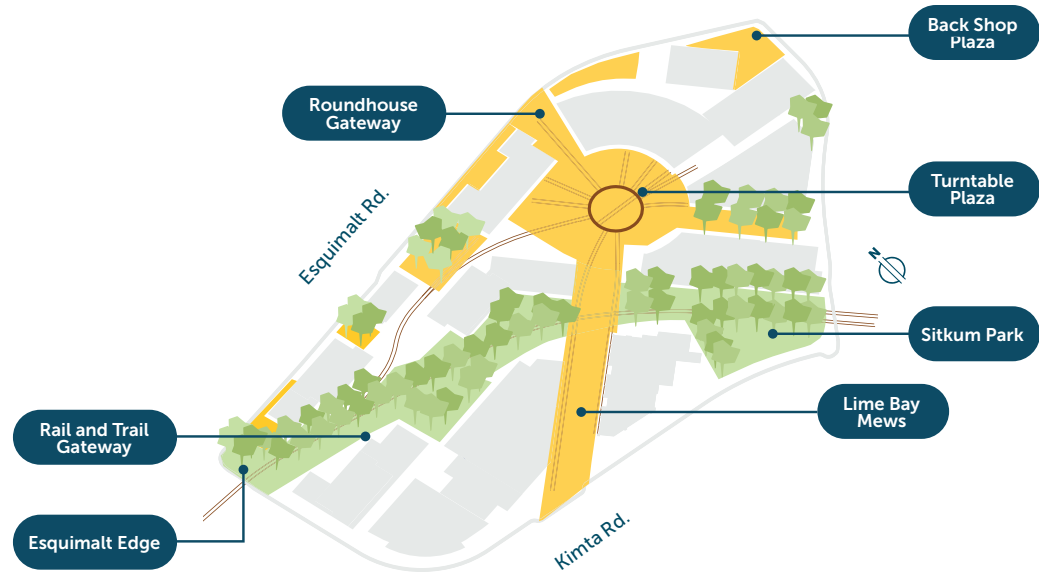 Back Shop
Plaza
Roundhouse
Gateway
Turntable
Plaza
Esquimalt Rd.
N
Sitkum Park
Lime Bay
Mews
Rail and Trail
Gateway
Esquimalt Edge
Kimta Rd.